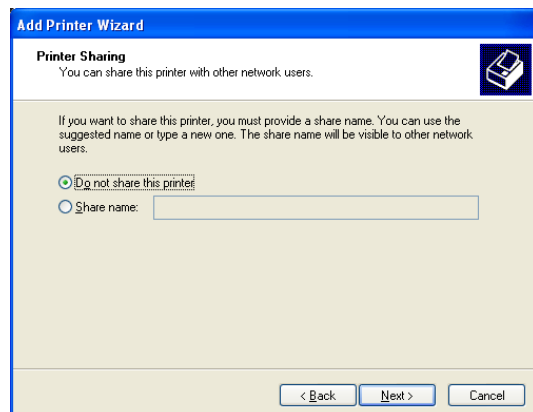 Add Printer Wizard
Printer Sharing
You can share this printer with other network users.
If you want to share this printer, you must provide a share name. You can use the
suggested name or type a new one. The share name will be visible to other network
users.
Do not share this printer
Share name:
< Back Next > Cancel